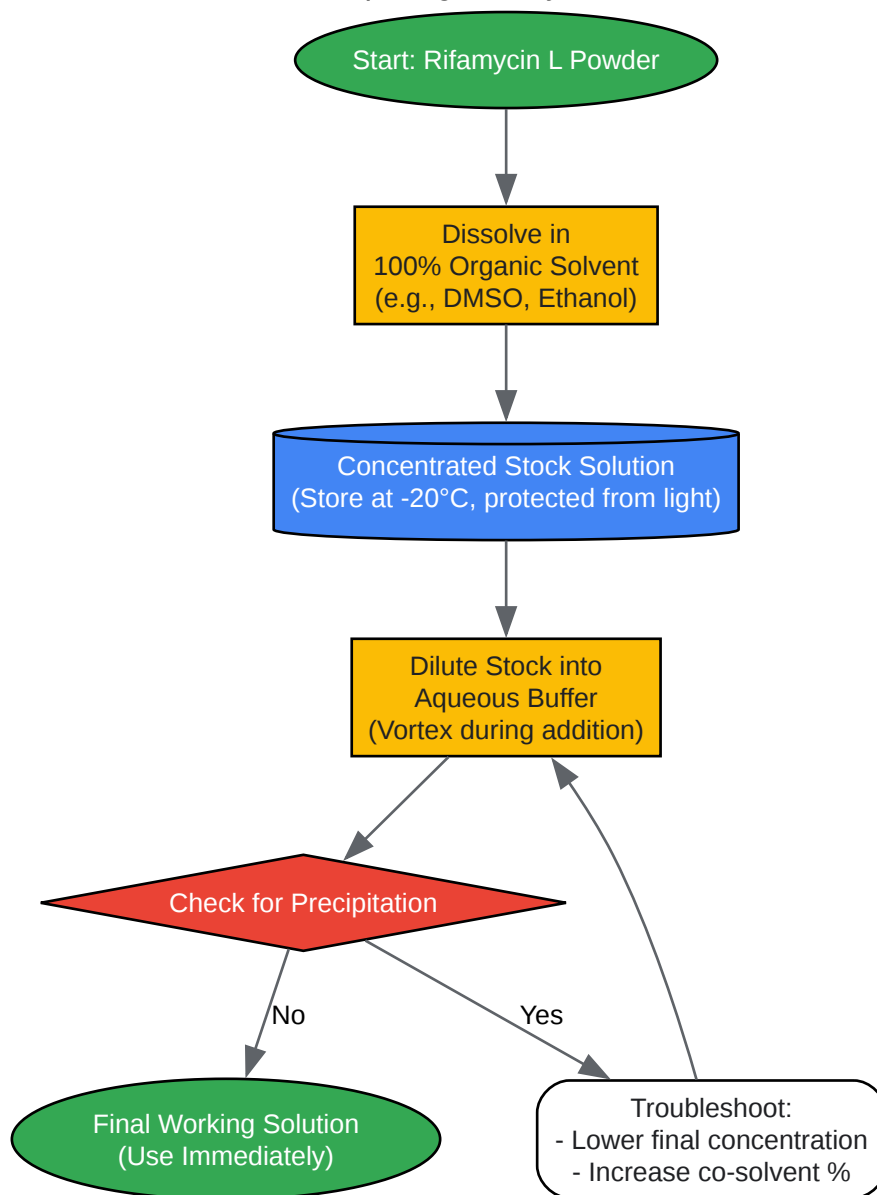 Start: Rifamycin L Powder
Dissolve in
100% Organic Solvent
(e.g., DMSO, Ethanol)
Concentrated Stock Solution
(Store at -20°C, protected from light)
Dilute Stock into
Aqueous Buffer
(Vortex during addition)
Check for Precipitation
No
Yes
Final Working Solution
(Use Immediately)
Troubleshoot:
- Lower final concentration
- Increase co-solvent %